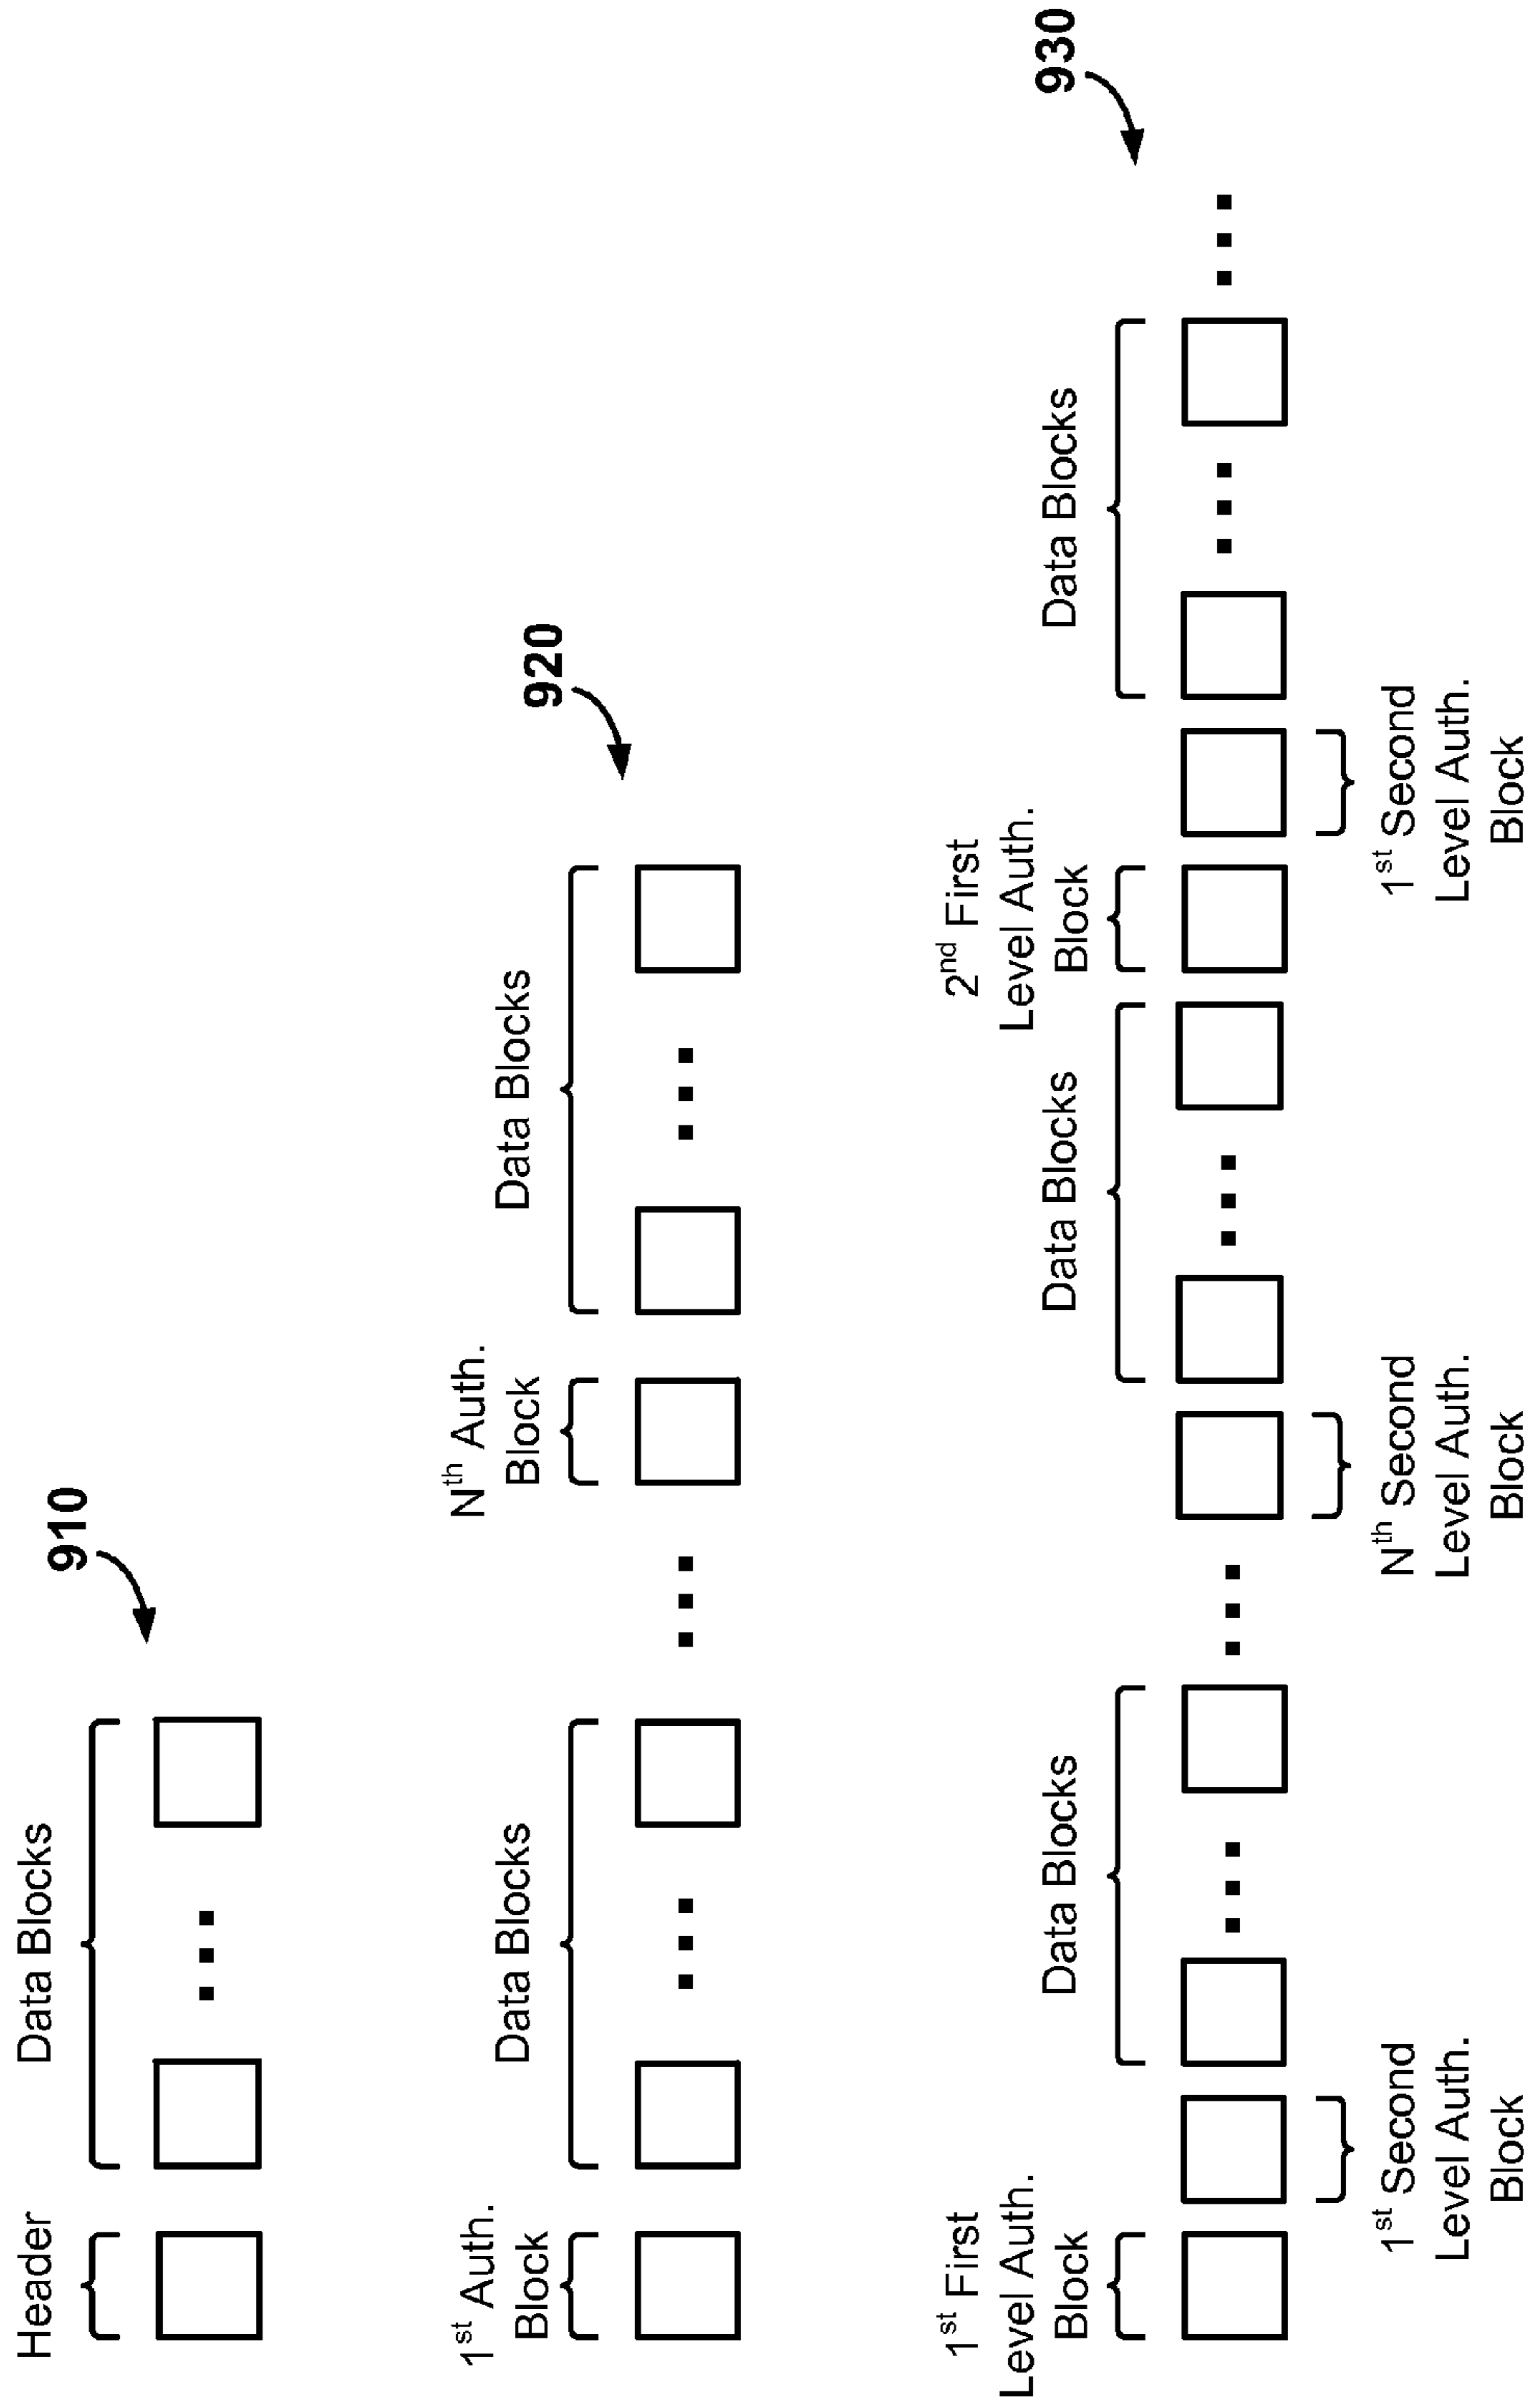 910
Header
Data Blocks
920
1st Auth.
Block
Data Blocks
Nth Auth.
Block
Data Blocks
930
1st First
Level Auth.
Block
Data Blocks
Data Blocks
2nd First
Level Auth.
Block
Data Blocks
1st Second
Level Auth.
Block
Nth Second
Level Auth.
Block
1st Second
Level Auth.
Block